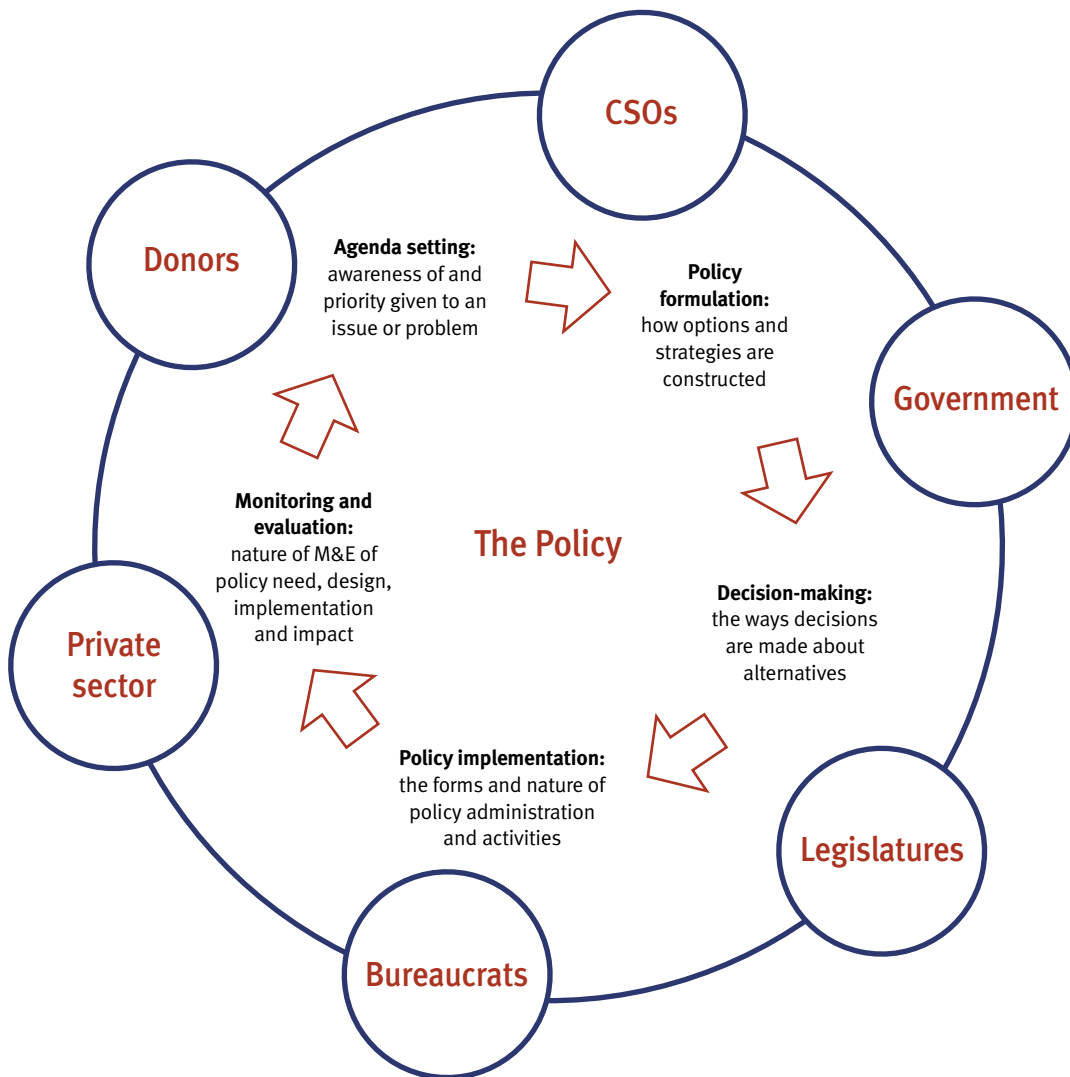 CSOs
Donors
Agenda setting:
awareness of and
priority given to an
issue or problem
Policy
formulation:
how options and
strategies are
constructed
Government
Monitoring and
evaluation:
nature of M&E of
policy need, design,
implementation
and impact
The Policy
Decision-making:
the ways decisions
are made about
alternatives
Private
sector
Policy implementation:
the forms and nature of
policy administration
and activities
Legislatures
Bureaucrats